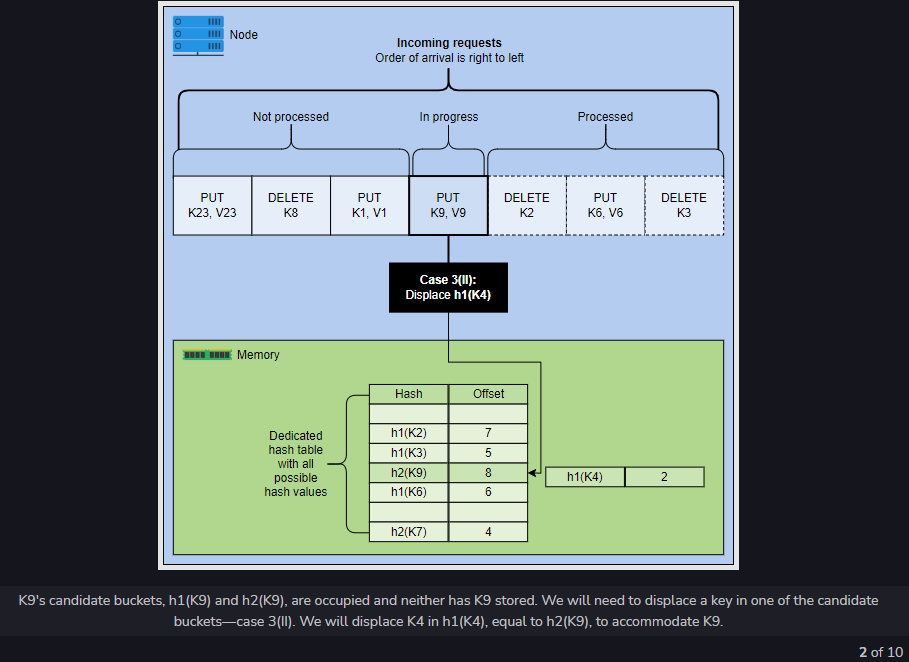 Node
Incoming requests
Order of arrival is right to left
Not processed
In progress
Processed
PUT
K23, V23
DELETE
K8
PUT
K1, V1
PUT
K9, V9
DELETE
K2
PUT
K6, V6
DELETE
K3
Case 3(II):
Displace h1(K4)
Memory
Dedicated
hash table
with all
possible
hash values
Hash Offset
h1(K2) 7
h1(K3) 5
h2(K9) 8
h1(K6) 6
h2(K7) 4
h1(K4) 2
K9's candidate buckets, h1(K9) and h2(K9), are occupied and neither has K9 stored. We will need to displace a key in one of the candidate
buckets—case 3(II). We will displace K4 in h1(K4), equal to h2(K9), to accommodate K9.
2 of 10